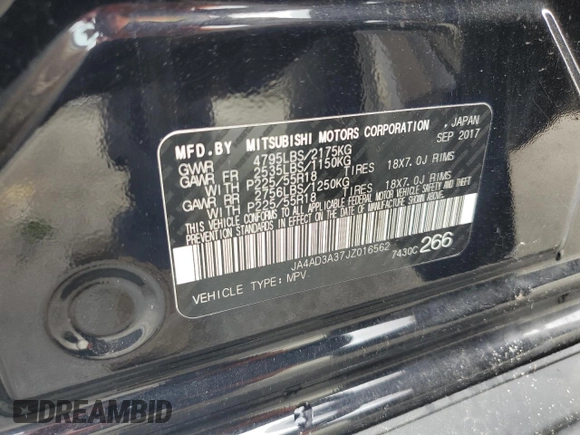 MFD.BY MITSUBISHI MOTORS CORPORATION, JAPAN
SEP 2017
GVWR 4795LBS/2175KG
GAWR FR 2535LBS/1150KG
WITH P225/55R18 TIRES 18X7.0J RIMS
GAWR RR 2756LBS/1250KG
WITH P225/55R18 TIRES 18X7.0J RIMS
THIS VEHICLE CONFORMS TO ALL APPLICABLE FEDERAL MOTOR VEHICLE SAFETY AND THEFT
PREVENTION STANDARDS IN EFFECT ON THE DATE OF MANUFACTURE SHOWN ABOVE.
JA4AD3A37JZ016562
7430C 266
VEHICLE TYPE: MPV
DREAMBID